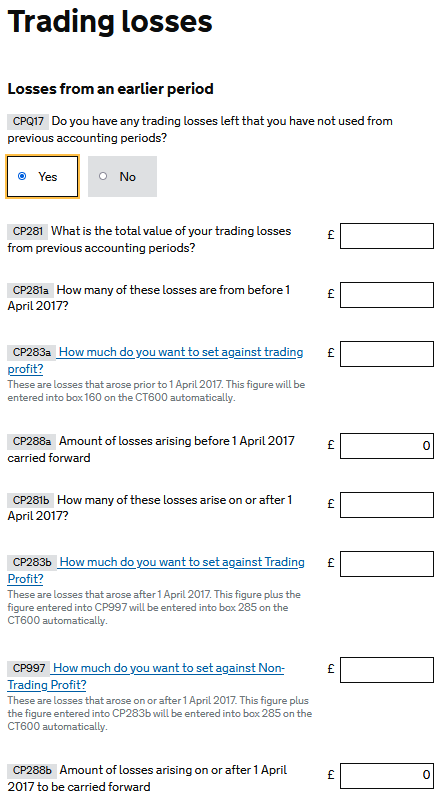 Trading losses
Losses from an earlier period
CPQ17 Do you have any trading losses left that you have not used from
previous accounting periods?
Yes
No
CP281 What is the total value of your trading losses
from previous accounting periods?
£
CP281a How many of these losses are from before 1
April 2017?
£
CP283a How much do you want to set against trading
profit?
£
These are losses that arose prior to 1 April 2017. This figure will be
entered into box 160 on the CT600 automatically.
CP288a Amount of losses arising before 1 April 2017
carried forward
£ 0
CP281b How many of these losses arise on or after 1
April 2017?
£
CP283b How much do you want to set against Trading
Profit?
£
These are losses that arose after 1 April 2017. This figure plus the
figure entered into CP997 will be entered into box 285 on the
CT600 automatically.
CP997 How much do you want to set against Non-
Trading Profit?
£
These are losses that arose on or after 1 April 2017. This figure plus
the figure entered into CP283b will be entered into box 285 on the
CT600 automatically.
CP288b Amount of losses arising on or after 1 April
2017 to be carried forward
£ 0